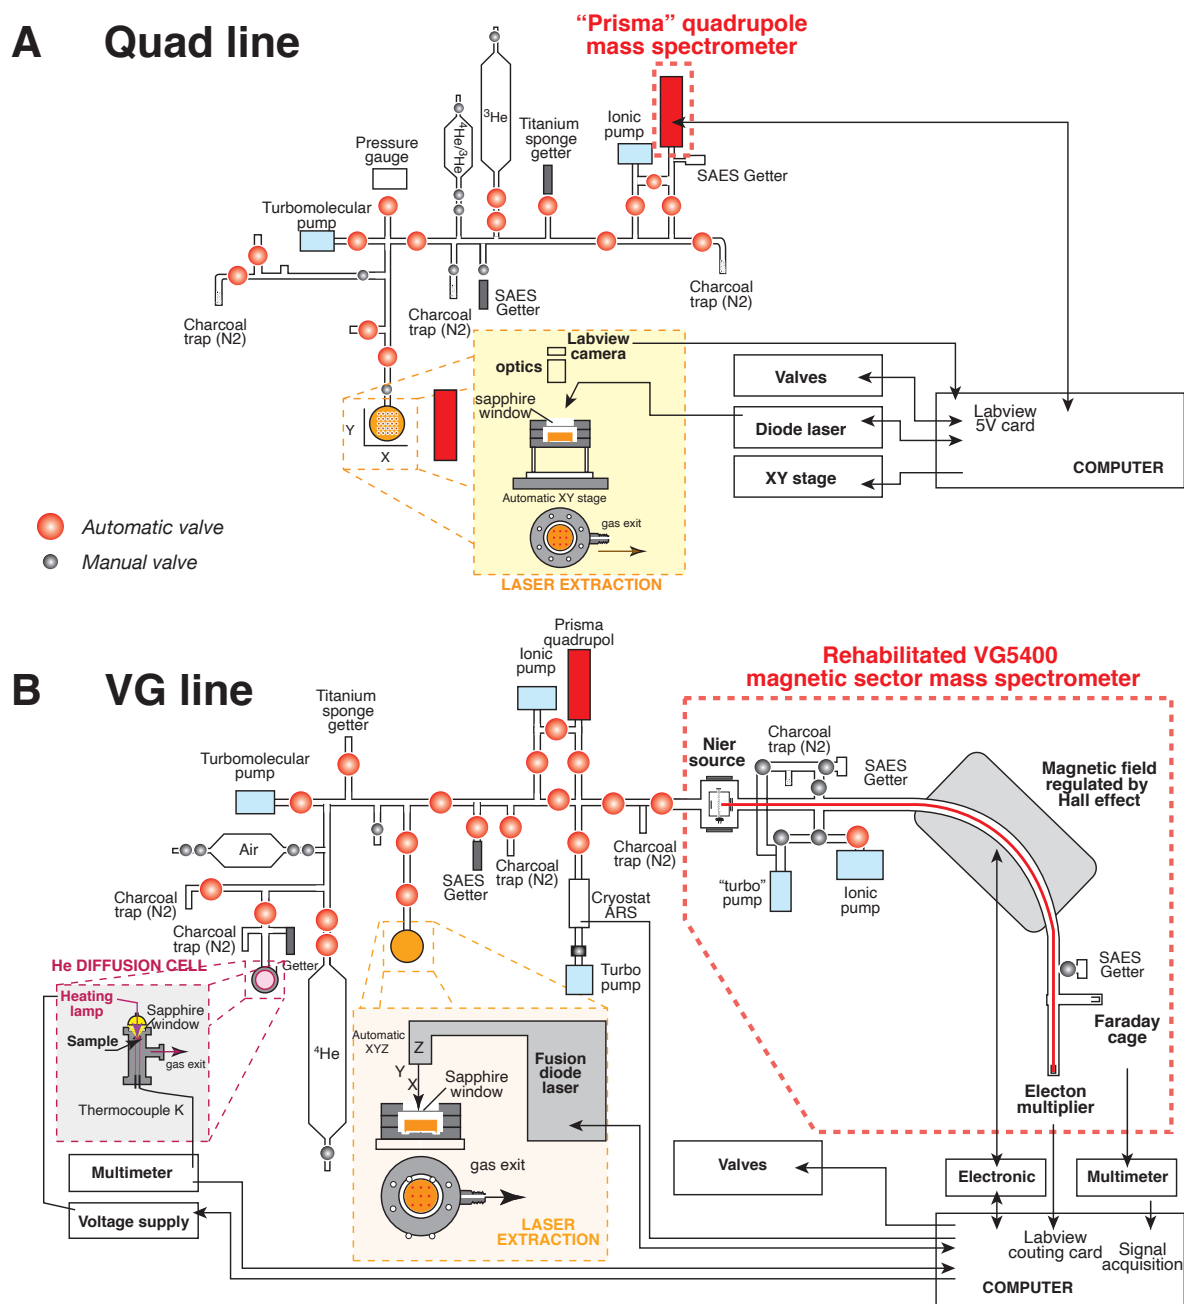 A Quad line
“Prisma” quadrupole
mass spectrometer
Ionic
pump
SAES Getter
Titanium
sponge
getter
³He
⁴He/³He
Pressure
gauge
Turbomolecular
pump
Charcoal
trap (N2)
Charcoal
trap (N2)
SAES
Getter
Charcoal
trap (N2)
Labview
camera
optics
sapphire
window
Automatic XY stage
gas exit
LASER EXTRACTION
Y
X
Valves
Diode laser
XY stage
Labview
5V card
COMPUTER
Automatic valve
Manual valve
B VG line
Prisma
quadrupol
Ionic
pump
Titanium
sponge
getter
Turbomolecular
pump
Air
Charcoal
trap (N2)
Charcoal
trap (N2)
Getter
SAES
Getter
Charcoal
trap (N2)
Charcoal
trap (N2)
Cryostat
ARS
Turbo
pump
⁴He
Rehabilitated VG5400
magnetic sector mass spectrometer
Nier
source
Charcoal
trap (N2)
SAES
Getter
Magnetic field
regulated by
Hall effect
“turbo”
pump
Ionic
pump
SAES
Getter
Faraday
cage
Electon
multiplier
He DIFFUSION CELL
Heating
lamp
Sapphire
window
Sample
gas exit
Thermocouple K
Multimeter
Voltage supply
Automatic
XYZ
Z
Y
X
Fusion
diode
laser
Sapphire
window
gas exit
LASER
EXTRACTION
Valves
Electronic
Multimeter
Labview
couting card
Signal
acquisition
COMPUTER